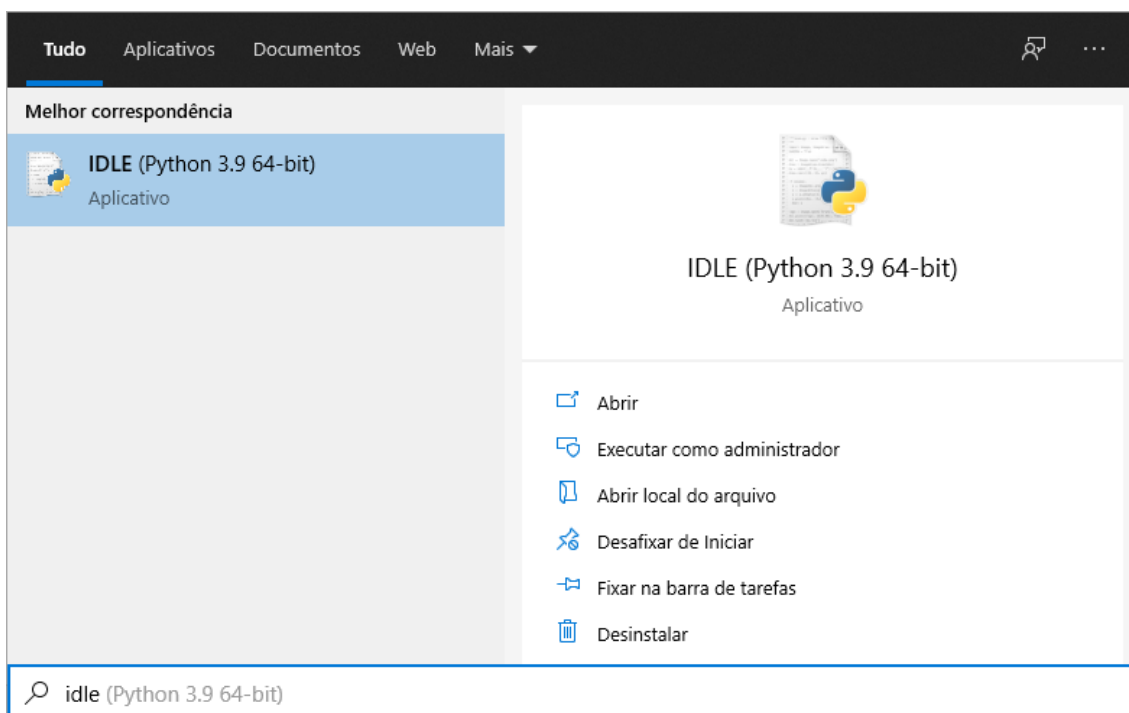 Tudo Aplicativos Documentos Web Mais
Melhor correspondência
IDLE (Python 3.9 64-bit)
Aplicativo
IDLE (Python 3.9 64-bit)
Aplicativo
Abrir
Executar como administrador
Abrir local do arquivo
Desafixar de Iniciar
Fixar na barra de tarefas
Desinstalar
idle (Python 3.9 64-bit)